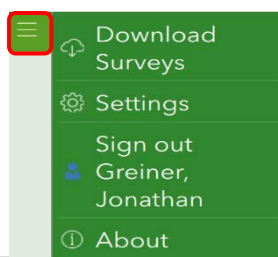 Download
Surveys
Settings
Sign out
Greiner,
Jonathan
About